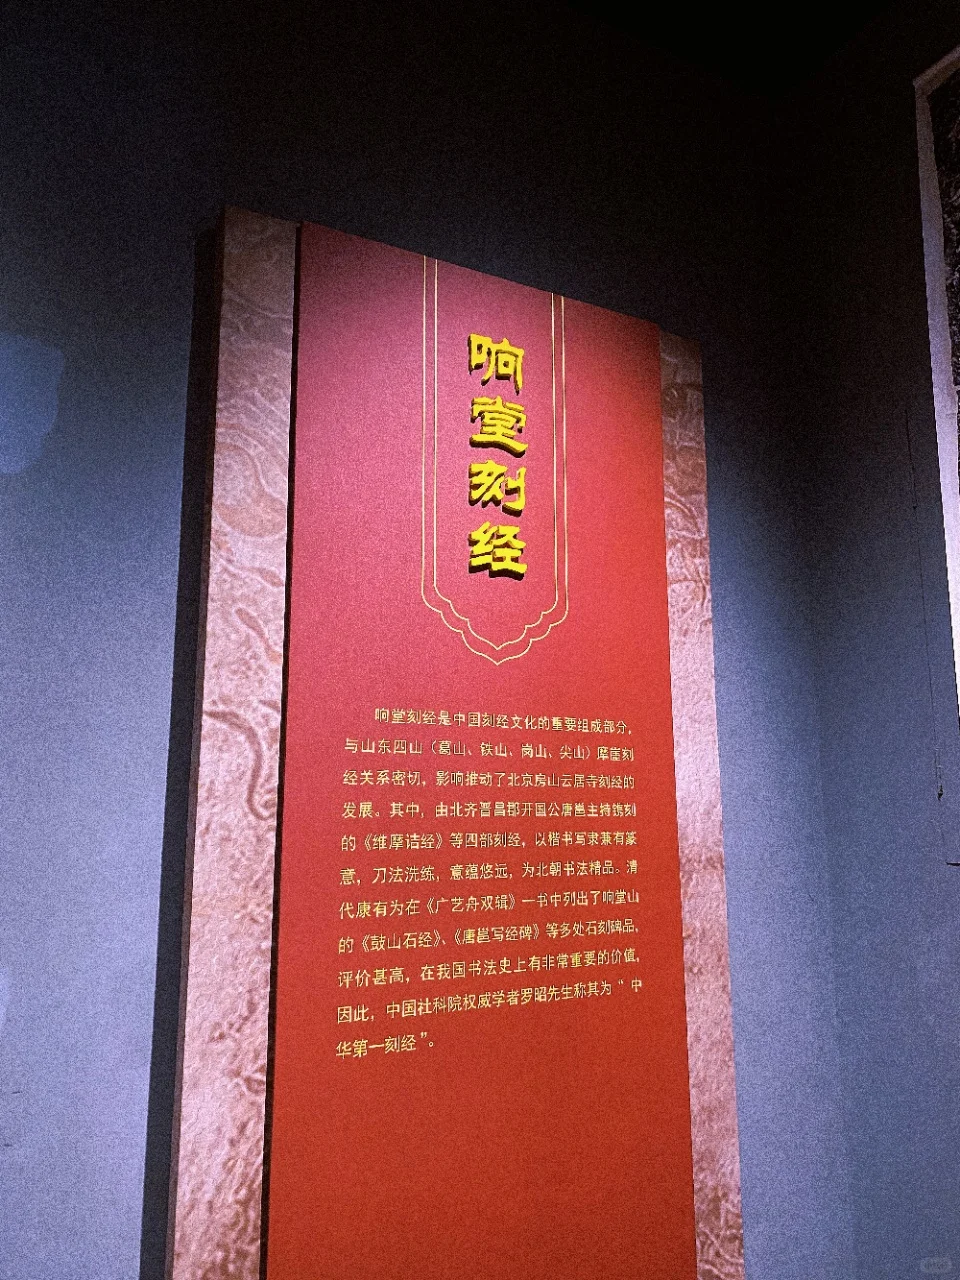 响堂刻经
响堂刻经是中国刻经文化的重要组成部分，
与山东四山（葛山、铁山、岗山、尖山）摩崖刻
经关系密切，影响推动了北京房山云居寺刻经的
发展。其中，由北齐晋昌郡开国公唐邕主持镌刻
的《维摩诘经》等四部刻经，以楷书写隶兼有篆
意，刀法洗练，意蕴悠远，为北朝书法精品。清
代康有为在《广艺舟双辑》一书中列出了响堂山
的《鼓山石经》、《唐邕写经碑》等多处石刻碑品，
评价甚高，在我国书法史上有非常重要的价值，
因此，中国社科院权威学者罗昭先生称其为“中
华第一刻经”。